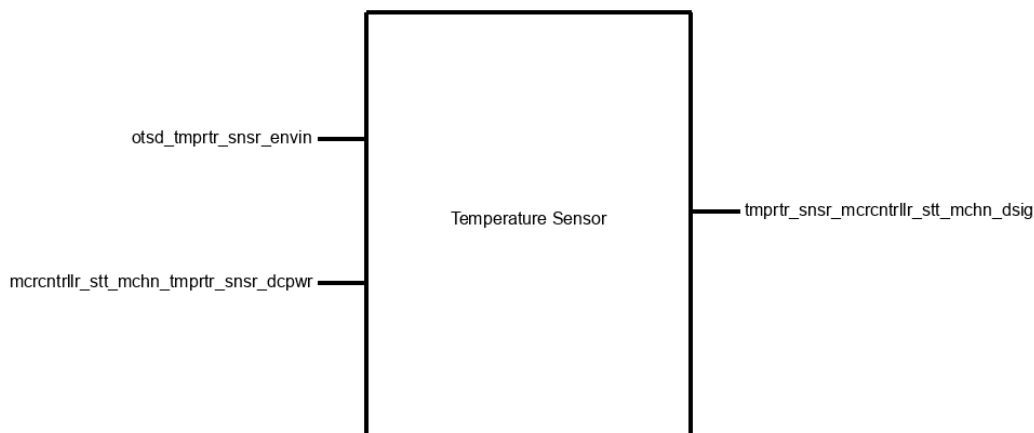 otsd_tmprtr_snsr_envin
Temperature Sensor
tmprtr_snsr_mcrcntrllr_stt_mchn_dsig
mcrcntrllr_stt_mchn_tmprtr_snsr_dcpwr